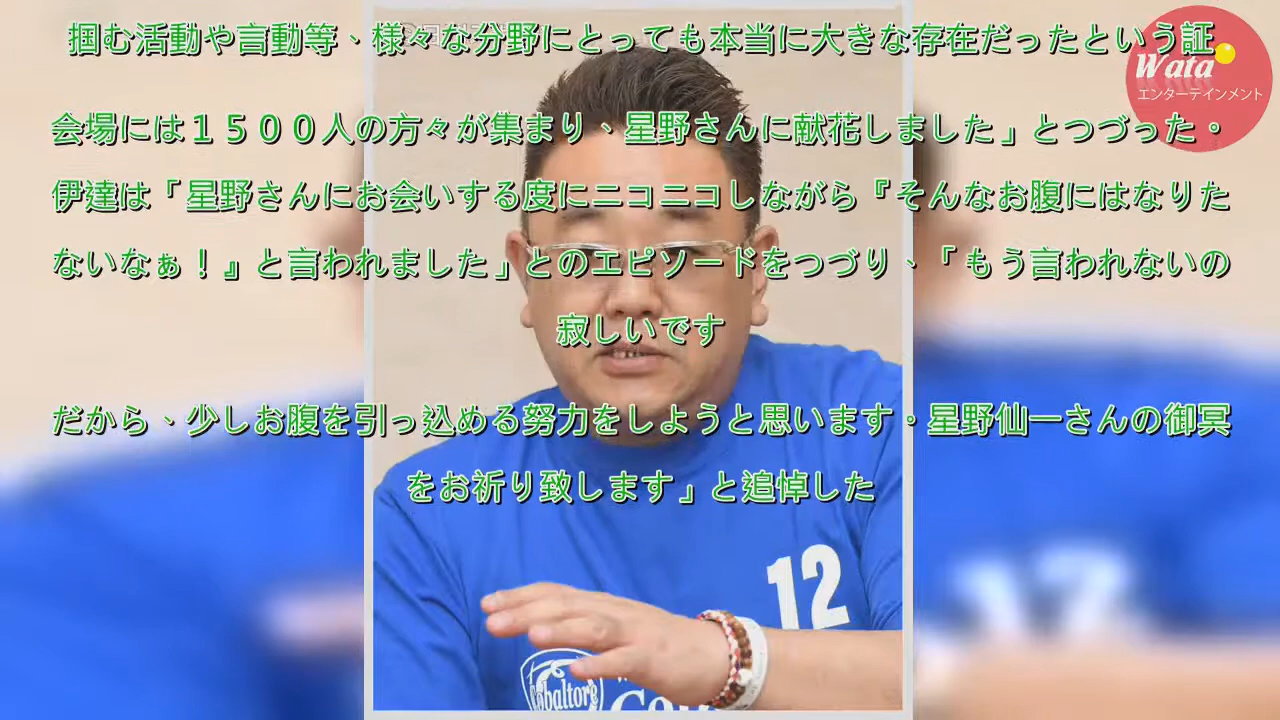 掴む活動や言動等、様々な分野にとっても本当に大きな存在だったという証
Wata
エンターテインメント
会場には１５００人の方々が集まり、星野さんに献花しました」とつづった。
伊達は「星野さんにお会いする度にニコニコしながら『そんなお腹にはなりた
ないなぁ！』と言われました」とのエピソードをつづり、「もう言われないの
寂しいです
だから、少しお腹を引っ込める努力をしようと思います。星野仙一さんの御冥
をお祈り致します」と追悼した
12
Cobaltore